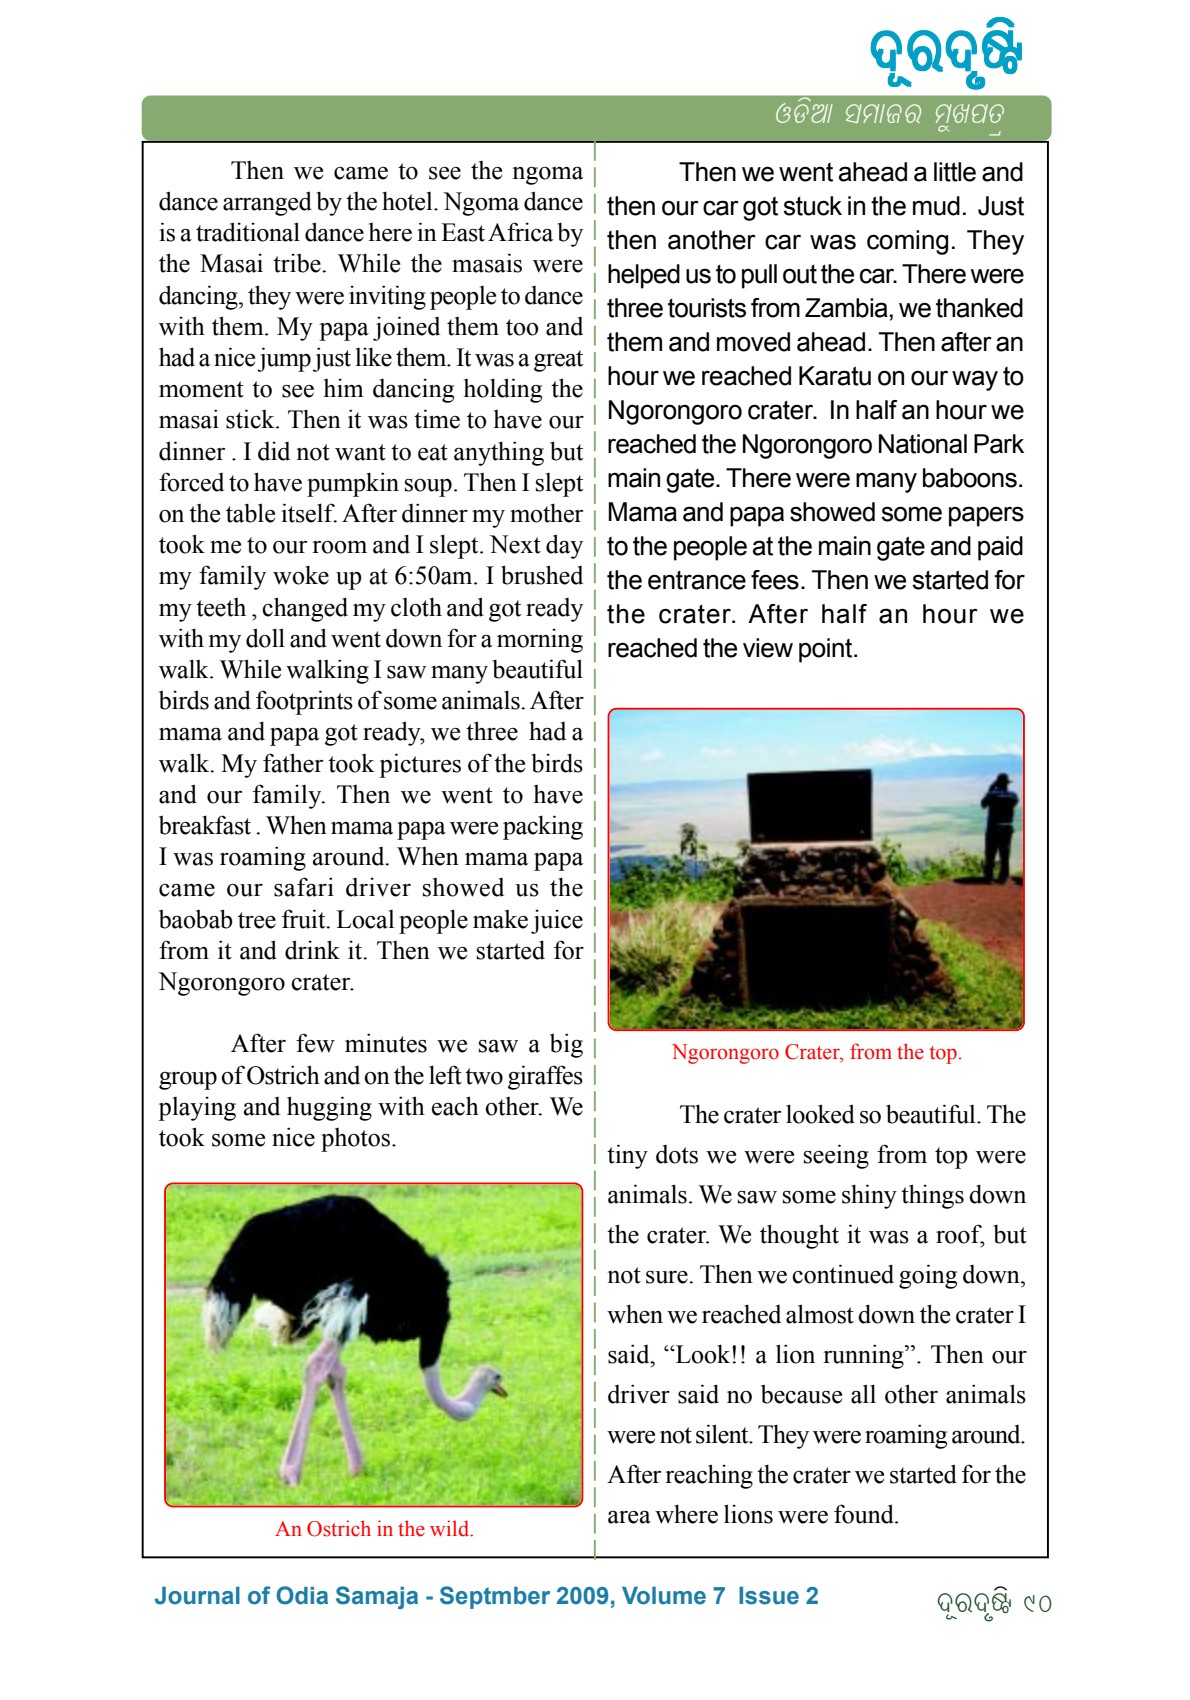 ଦୂରଦୃଷ୍ଟି
ଓଡିଆ ସମାଜର ମୁଖପତ୍ର
Then we came to see the ngoma
dance arranged by the hotel. Ngoma dance
is a traditional dance here in East Africa by
the Masai tribe. While the masais were
dancing, they were inviting people to dance
with them. My papa joined them too and
had a nice jump just like them. It was a great
moment to see him dancing holding the
masai stick. Then it was time to have our
dinner . I did not want to eat anything but
forced to have pumpkin soup. Then I slept
on the table itself. After dinner my mother
took me to our room and I slept. Next day
my family woke up at 6:50am. I brushed
my teeth , changed my cloth and got ready
with my doll and went down for a morning
walk. While walking I saw many beautiful
birds and footprints of some animals. After
mama and papa got ready, we three had a
walk. My father took pictures of the birds
and our family. Then we went to have
breakfast . When mama papa were packing
I was roaming around. When mama papa
came our safari driver showed us the
baobab tree fruit. Local people make juice
from it and drink it. Then we started for
Ngorongoro crater.
After few minutes we saw a big
group of Ostrich and on the left two giraffes
playing and hugging with each other. We
took some nice photos.
An Ostrich in the wild.
Then we went ahead a little and
then our car got stuck in the mud. Just
then another car was coming. They
helped us to pull out the car. There were
three tourists from Zambia, we thanked
them and moved ahead. Then after an
hour we reached Karatu on our way to
Ngorongoro crater. In half an hour we
reached the Ngorongoro National Park
main gate. There were many baboons.
Mama and papa showed some papers
to the people at the main gate and paid
the entrance fees. Then we started for
the crater. After half an hour we
reached the view point.
Ngorongoro Crater, from the top.
The crater looked so beautiful. The
tiny dots we were seeing from top were
animals. We saw some shiny things down
the crater. We thought it was a roof, but
not sure. Then we continued going down,
when we reached almost down the crater I
said, “Look!! a lion running”. Then our
driver said no because all other animals
were not silent. They were roaming around.
After reaching the crater we started for the
area where lions were found.
Journal of Odia Samaja - Septmber 2009, Volume 7 Issue 2
ଦୂରଦୃଷ୍ଟି ୯୦